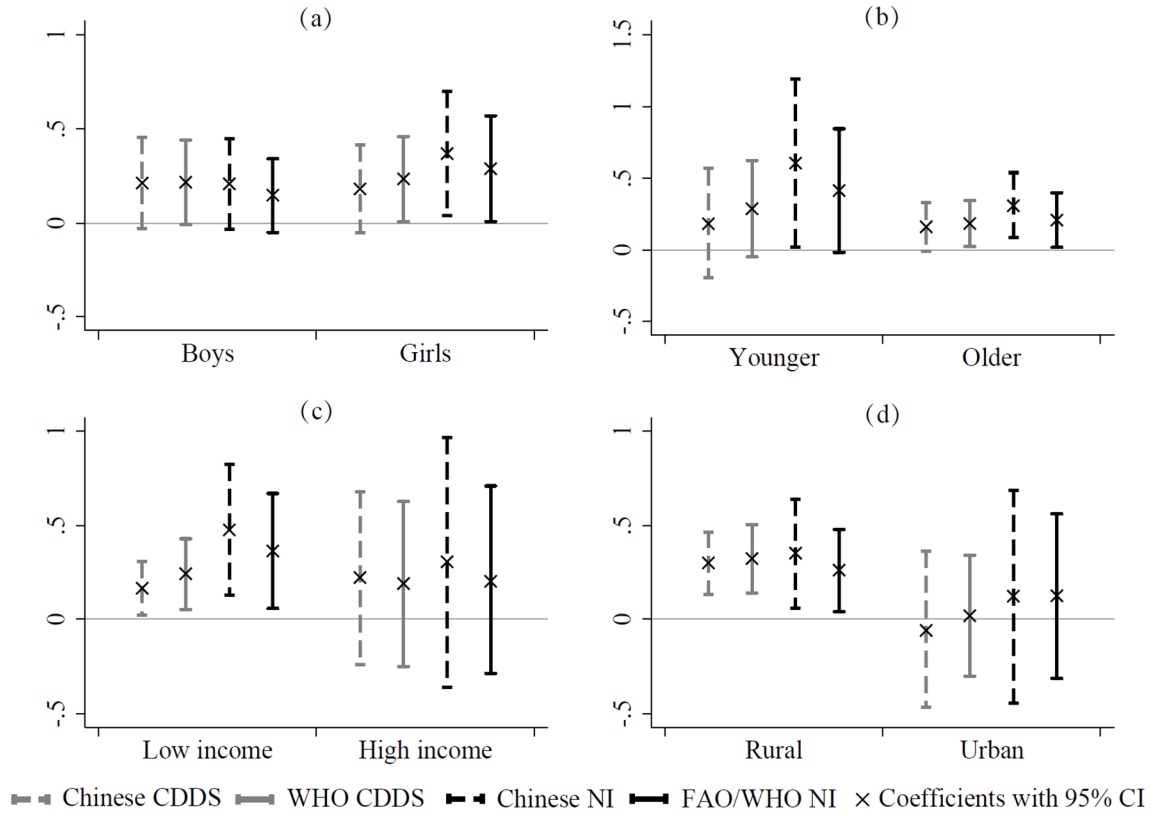 (a)
1
.5
0
-.5
Boys Girls
(b)
1.5
1
.5
0
-.5
Younger Older
(c)
1
.5
0
-.5
Low income High income
(d)
1
.5
0
-.5
Rural Urban
Chinese CDDS WHO CDDS Chinese NI FAO/WHO NI Coefficients with 95% CI